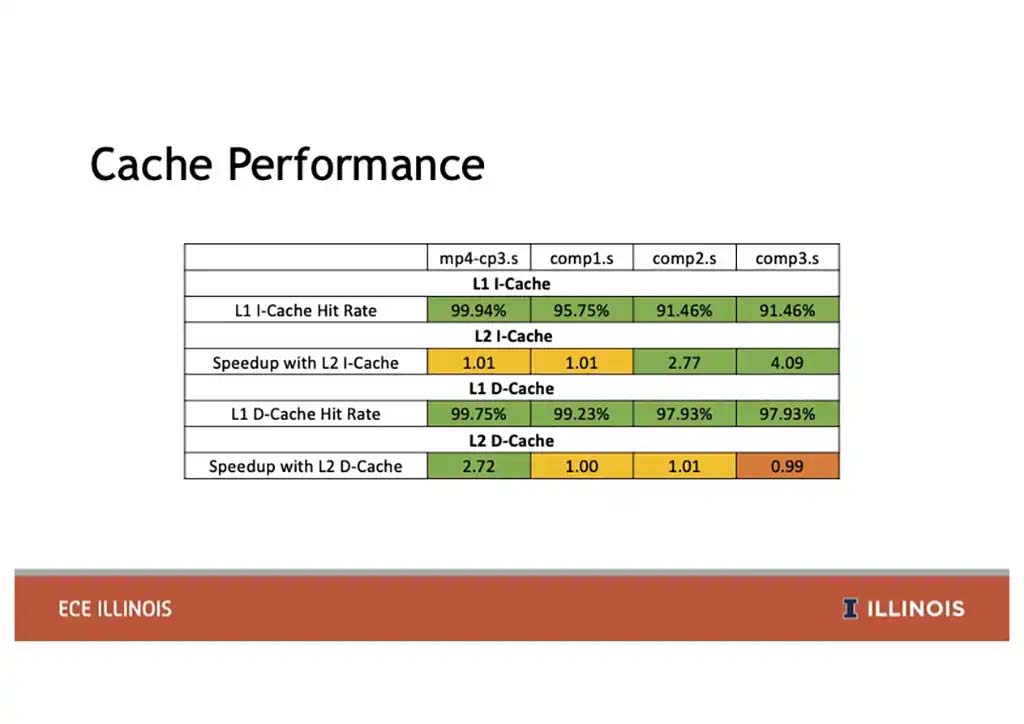 Cache Performance
mp4-cp3.s comp1.s comp2.s comp3.s
L1 I-Cache
L1 I-Cache Hit Rate 99.94% 95.75% 91.46% 91.46%
L2 I-Cache
Speedup with L2 I-Cache 1.01 1.01 2.77 4.09
L1 D-Cache
L1 D-Cache Hit Rate 99.75% 99.23% 97.93% 97.93%
L2 D-Cache
Speedup with L2 D-Cache 2.72 1.00 1.01 0.99
ECE ILLINOIS
I ILLINOIS